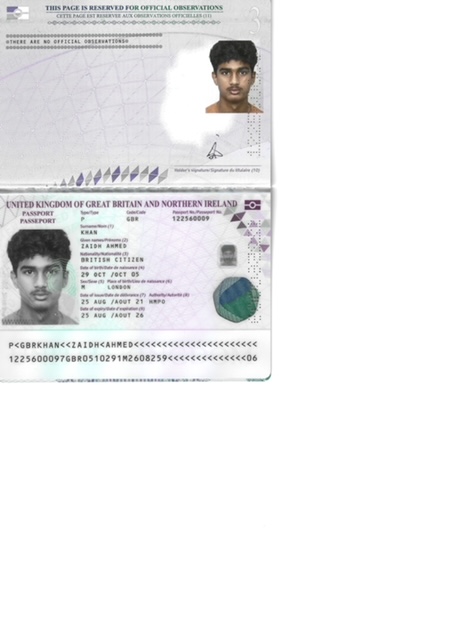 THIS PAGE IS RESERVED FOR OFFICIAL OBSERVATIONS
CETTE PAGE EST RESERVEE AUX OBSERVATIONS OFFICIELLES (11)
THERE ARE NO OFFICIAL OBSERVATIONS
Holder's signature/Signature du titulaire (10)
UNITED KINGDOM OF GREAT BRITAIN AND NORTHERN IRELAND
PASSPORT
PASSEPORT
Type/Type Code/Code Passport No./Passeport No.
P GBR 122560009
Surname/Nom (1)
KHAN
Given names/Prénoms (2)
ZAIDH AHMED
Nationality/Nationalité (3)
BRITISH CITIZEN
Date of birth/Date de naissance (4)
29 OCT /OCT 05
Sex/Sexe (5) Place of birth/Lieu de naissance (6)
M LONDON
Date of issue/Date de délivrance (7) Authority/Autorité (8)
25 AUG /AOUT 21 HMPO
Date of expiry/Date d'expiration (9)
25 AUG /AOUT 26
P<GBRKHAN<<ZAIDH<AHMED<<<<<<<<<<<<<<<<<<<<<<
1225600097GBR0510291M2608259<<<<<<<<<<<<<<06